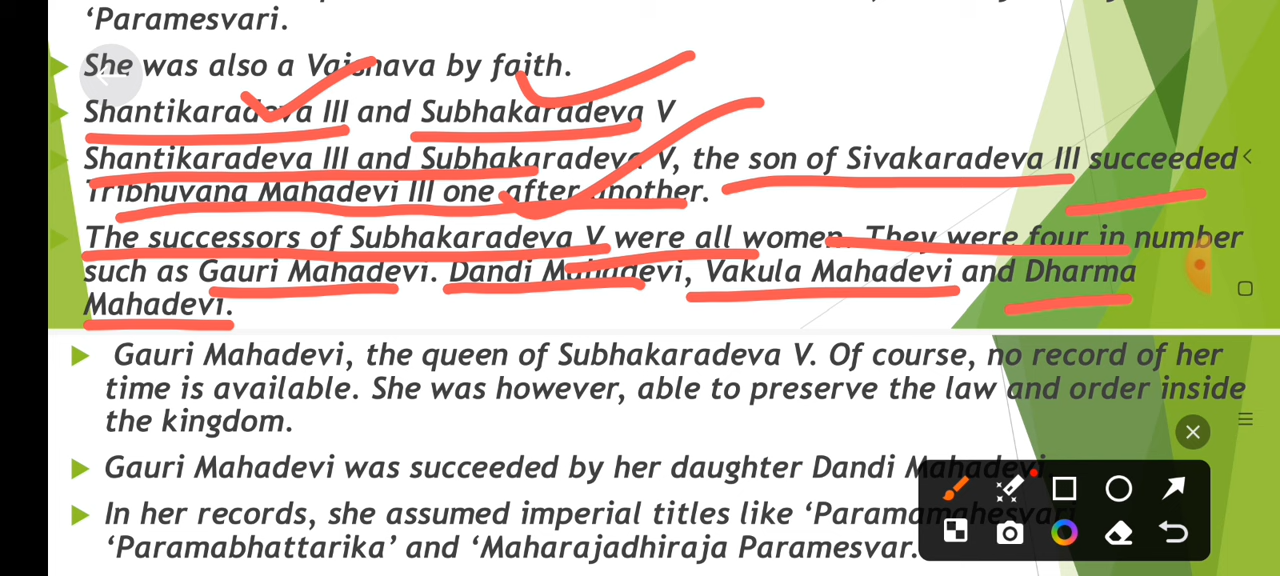 ‘Paramesvari.
She was also a Vaishava by faith.
Shantikaradeva III and Subhakaradeva V
Shantikaradeva III and Subhakaradeva V, the son of Sivakaradeva III succeeded
Tribhuvana Mahadevi III one after another.
The successors of Subhakaradeva V were all women. They were four in number
such as Gauri Mahadevi. Dandi Mahadevi, Vakula Mahadevi and Dharma
Mahadevi.
Gauri Mahadevi, the queen of Subhakaradeva V. Of course, no record of her
time is available. She was however, able to preserve the law and order inside
the kingdom.
Gauri Mahadevi was succeeded by her daughter Dandi Mahadevi.
In her records, she assumed imperial titles like ‘Paramamahesvari
‘Paramabhattarika’ and ‘Maharajadhiraja Paramesvar.